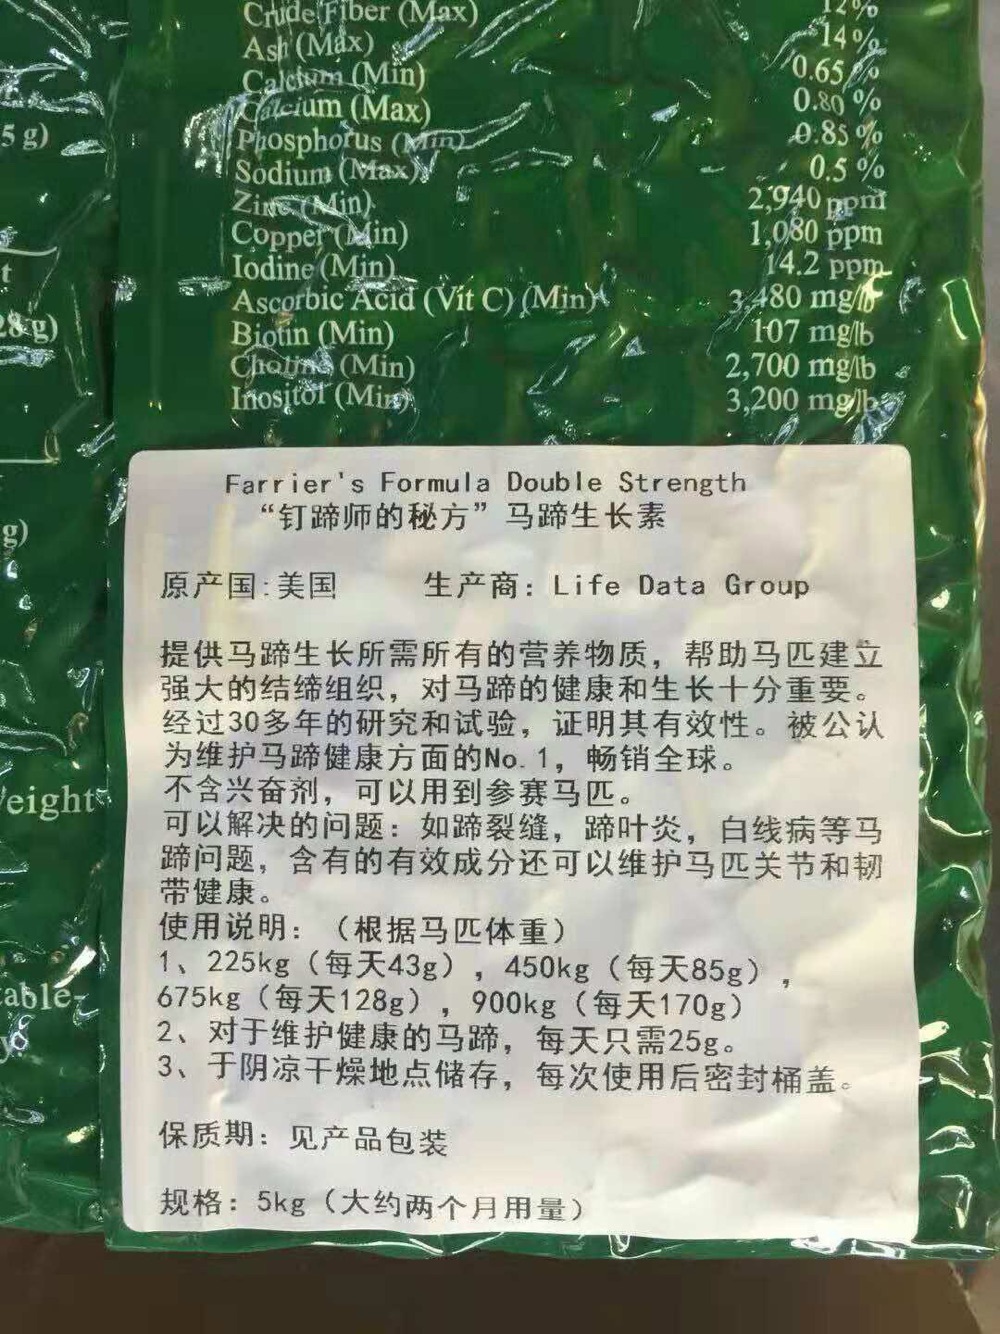 Crude Fiber (Max) 12%
Ash (Max) 14%
Calcium (Min) 0.65 %
Calcium (Max) 0.80 %
Phosphorus (Min) 0.85 %
Sodium (Max) 0.5 %
Zinc (Min) 2,940 ppm
Copper (Min) 1,080 ppm
Iodine (Min) 14.2 ppm
Ascorbic Acid (Vit C) (Min) 3,480 mg/lb
Biotin (Min) 107 mg/lb
Choline (Min) 2,700 mg/lb
Inositol (Min) 3,200 mg/lb
5 g)
t
28 g)
g)
eight
table-
Farrier's Formula Double Strength
“钉蹄师的秘方”马蹄生长素
原产国:美国 生产商: Life Data Group
提供马蹄生长所需所有的营养物质，帮助马匹建立
强大的结缔组织，对马蹄的健康和生长十分重要。
经过30多年的研究和试验，证明其有效性。被公认
为维护马蹄健康方面的No.1，畅销全球。
不含兴奋剂，可以用到参赛马匹。
可以解决的问题：如蹄裂缝，蹄叶炎，白线病等马
蹄问题，含有的有效成分还可以维护马匹关节和韧
带健康。
使用说明：（根据马匹体重）
1、225kg（每天43g），450kg（每天85g），
675kg（每天128g），900kg（每天170g）
2、对于维护健康的马蹄，每天只需25g。
3、于阴凉干燥地点储存，每次使用后密封桶盖。
保质期：见产品包装
规格：5kg（大约两个月用量）